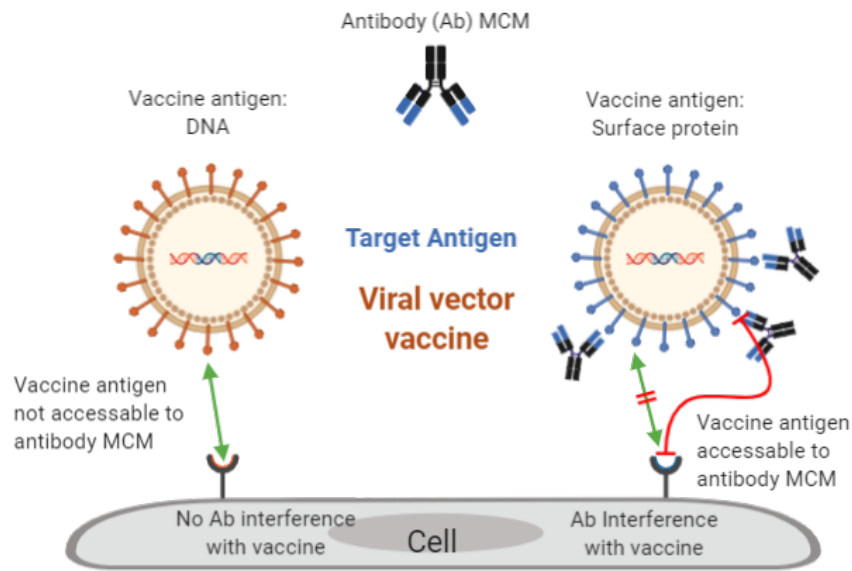 Antibody (Ab) MCM
Vaccine antigen:
DNA
Vaccine antigen:
Surface protein
Target Antigen
Viral vector
vaccine
Vaccine antigen
not accessable to
antibody MCM
Vaccine antigen
accessable to
antibody MCM
No Ab interference
with vaccine
Cell
Ab Interference
with vaccine